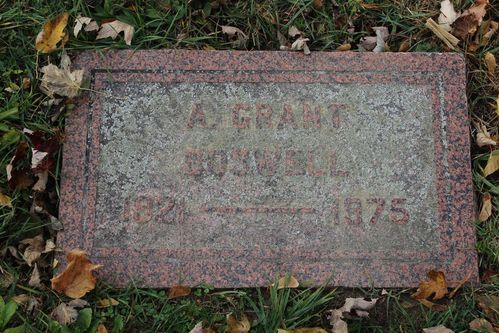 A. GRANT
BOSWELL
1921 — 1975